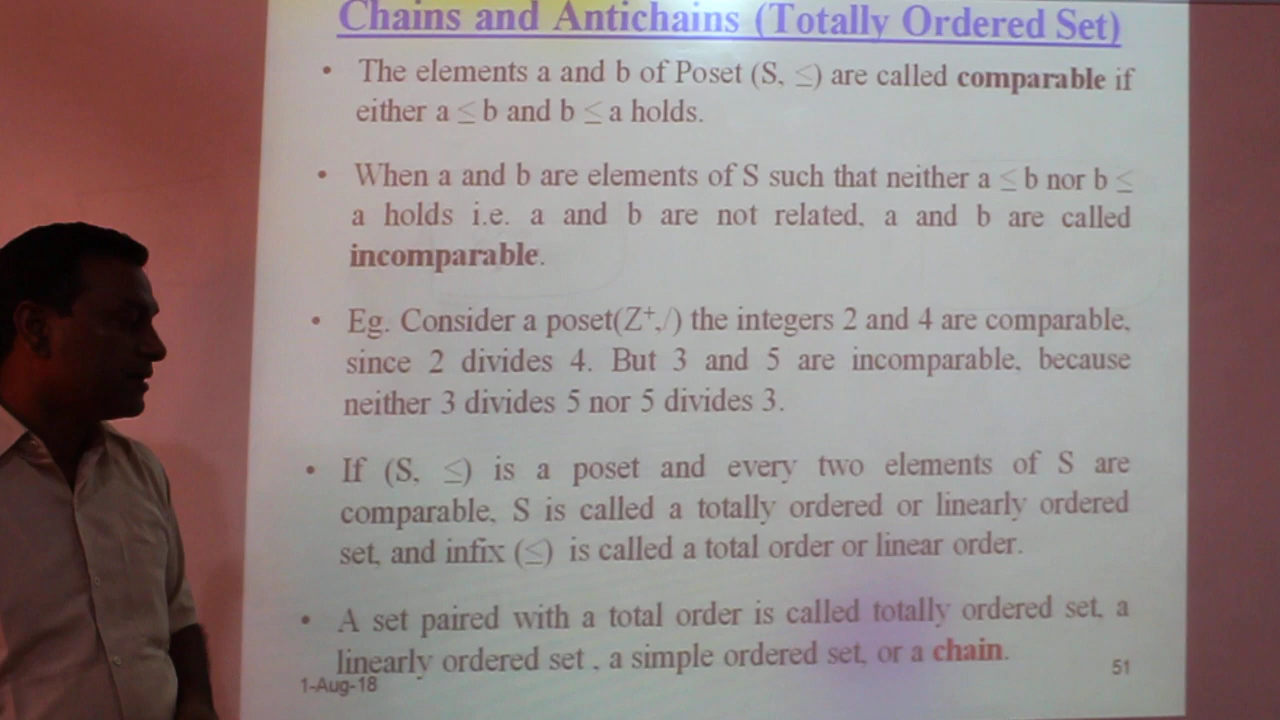 Chains and Antichains (Totally Ordered Set)
• The elements a and b of Poset (S, ≤) are called comparable if
either a ≤ b and b ≤ a holds.
• When a and b are elements of S such that neither a ≤ b nor b ≤
a holds i.e. a and b are not related, a and b are called
incomparable.
• Eg. Consider a poset(Z⁺,/) the integers 2 and 4 are comparable,
since 2 divides 4. But 3 and 5 are incomparable, because
neither 3 divides 5 nor 5 divides 3.
• If (S, ≤) is a poset and every two elements of S are
comparable, S is called a totally ordered or linearly ordered
set, and infix (≤) is called a total order or linear order.
• A set paired with a total order is called totally ordered set, a
linearly ordered set , a simple ordered set, or a chain.
1-Aug-18
51